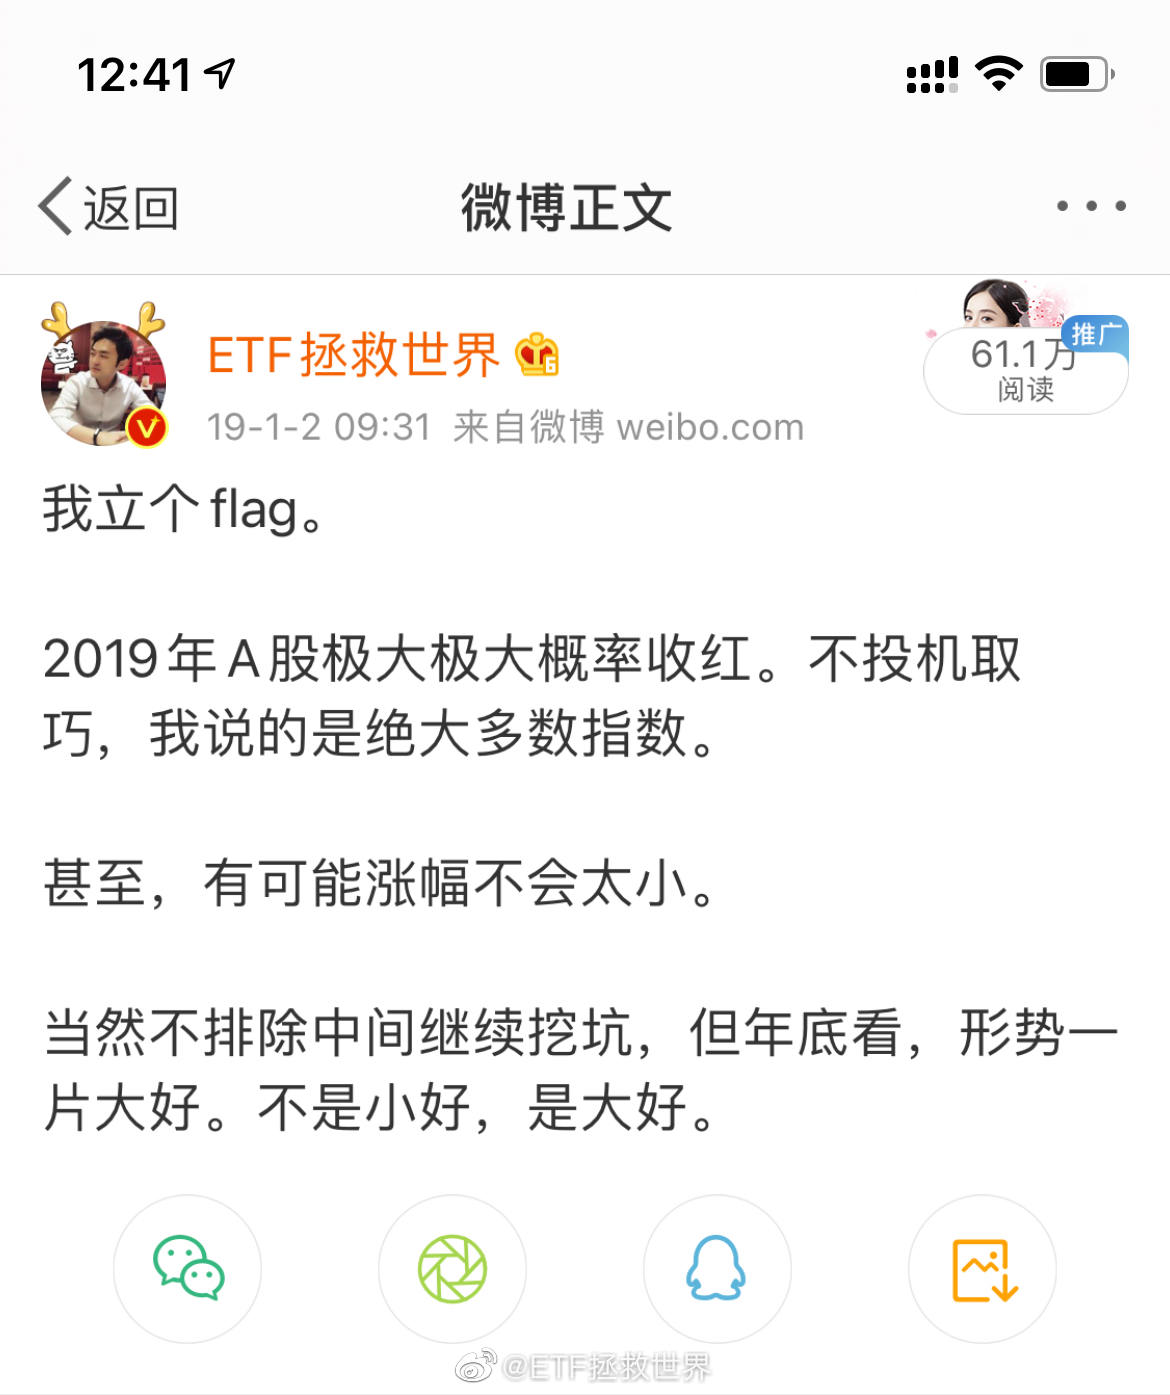 12:41
返回
微博正文
ETF拯救世界
6
61.1万
推广
阅读
19-1-2 09:31 来自微博 weibo.com
我立个flag。
2019年A股极大极大概率收红。不投机取
巧，我说的是绝大多数指数。
甚至，有可能涨幅不会太小。
当然不排除中间继续挖坑，但年底看，形势一
片大好。不是小好，是大好。
@ETF拯救世界